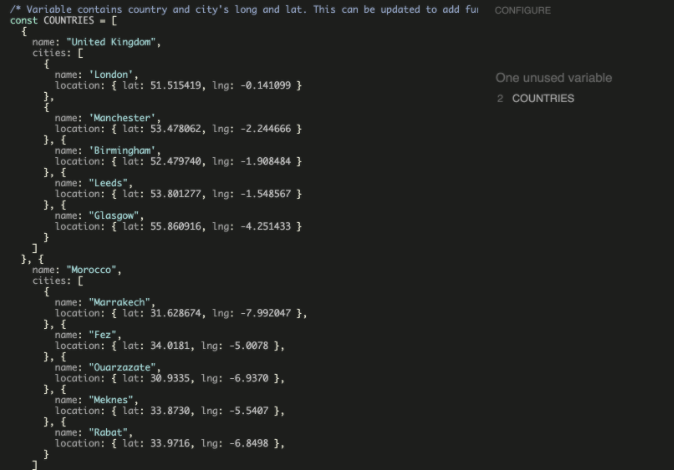 /* Variable contains country and city's long and lat. This can be updated to add fu
const COUNTRIES = [
{
name: "United Kingdom",
cities: [
{
name: 'London',
location: { lat: 51.515419, lng: -0.141099 }
},
{
name: 'Manchester',
location: { lat: 53.478062, lng: -2.244666 }
}, {
name: 'Birmingham',
location: { lat: 52.479740, lng: -1.908484 }
}, {
name: "Leeds",
location: { lat: 53.801277, lng: -1.548567 }
}, {
name: "Glasgow",
location: { lat: 55.860916, lng: -4.251433 }
}
]
}, {
name: "Morocco",
cities: [
{
name: "Marrakech",
location: { lat: 31.628674, lng: -7.992047 },
}, {
name: "Fez",
location: { lat: 34.0181, lng: -5.0078 },
}, {
name: "Ouarzazate",
location: { lat: 30.9335, lng: -6.9370 },
}, {
name: "Meknes",
location: { lat: 33.8730, lng: -5.5407 },
}, {
name: "Rabat",
location: { lat: 33.9716, lng: -6.8498 },
}
]
CONFIGURE
One unused variable
2 COUNTRIES